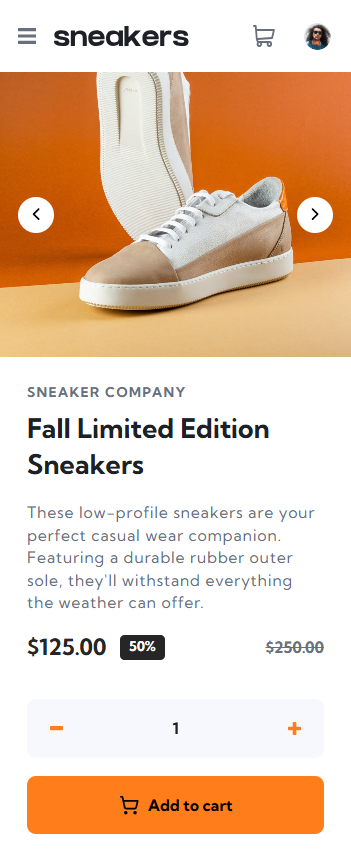 sneakers
SNEAKER COMPANY
Fall Limited Edition
Sneakers
These low-profile sneakers are your
perfect casual wear companion.
Featuring a durable rubber outer
sole, they'll withstand everything
the weather can offer.
$125.00 50% $250.00
1
Add to cart